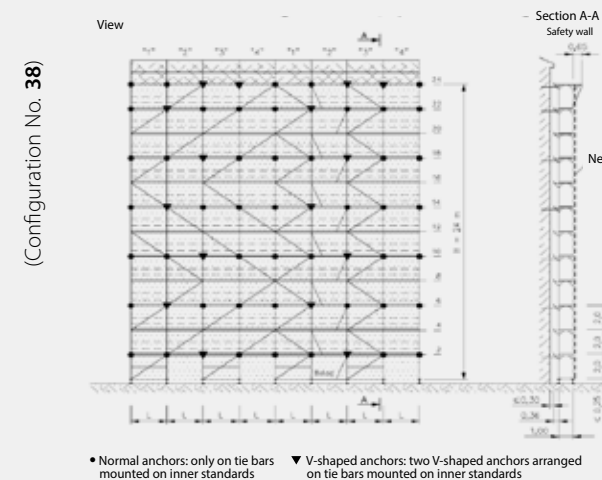 View
Section A-A
Safety wall
(Configuration No. 38)
A
0,65
24
22
20
18
16
14
12
10
8
6
4
2
H = 24 m
Ne
2,0
2,0
2,0
A
L L L L L L L L
≤0,30
0,36
1,00
• Normal anchors: only on tie bars
mounted on inner standards
▼ V-shaped anchors: two V-shaped anchors arranged
on tie bars mounted on inner standards